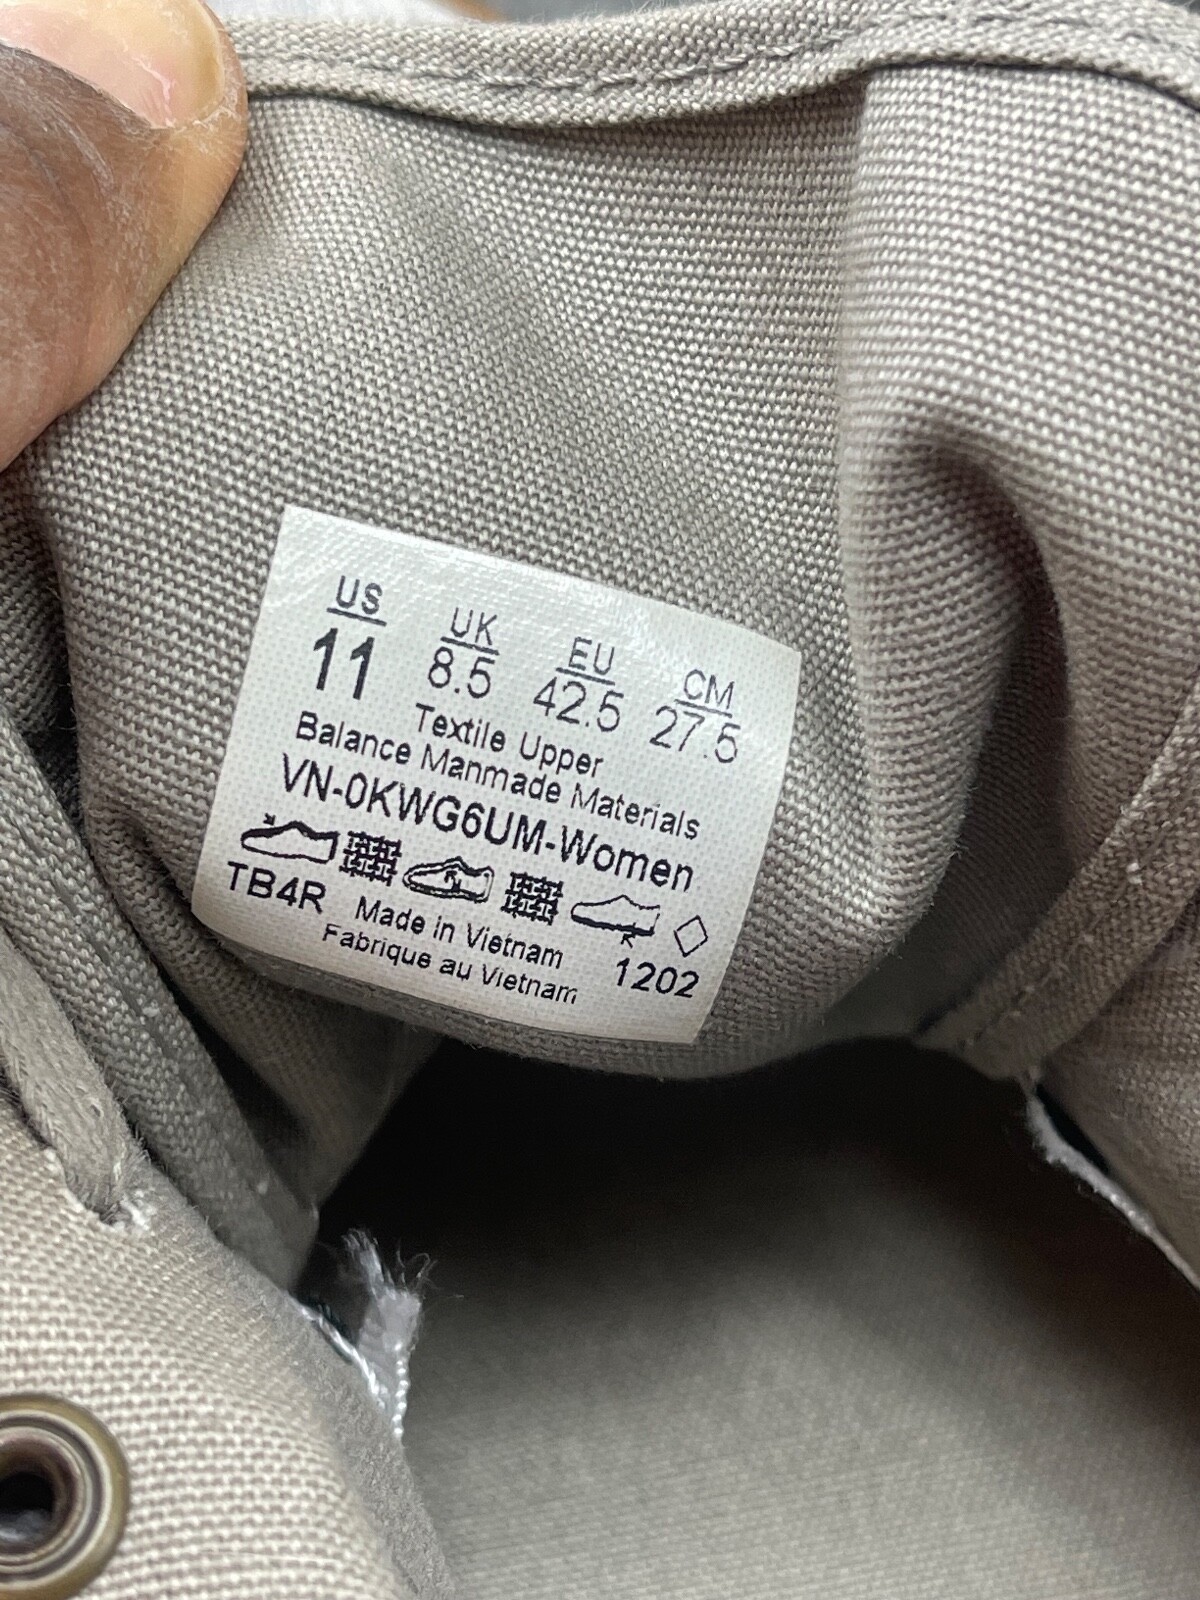 US UK EU CM
11 8.5 42.5 27.5
Textile Upper
Balance Manmade Materials
VN-0KWG6UM-Women
TB4R Made in Vietnam 1202
Fabrique au Vietnam